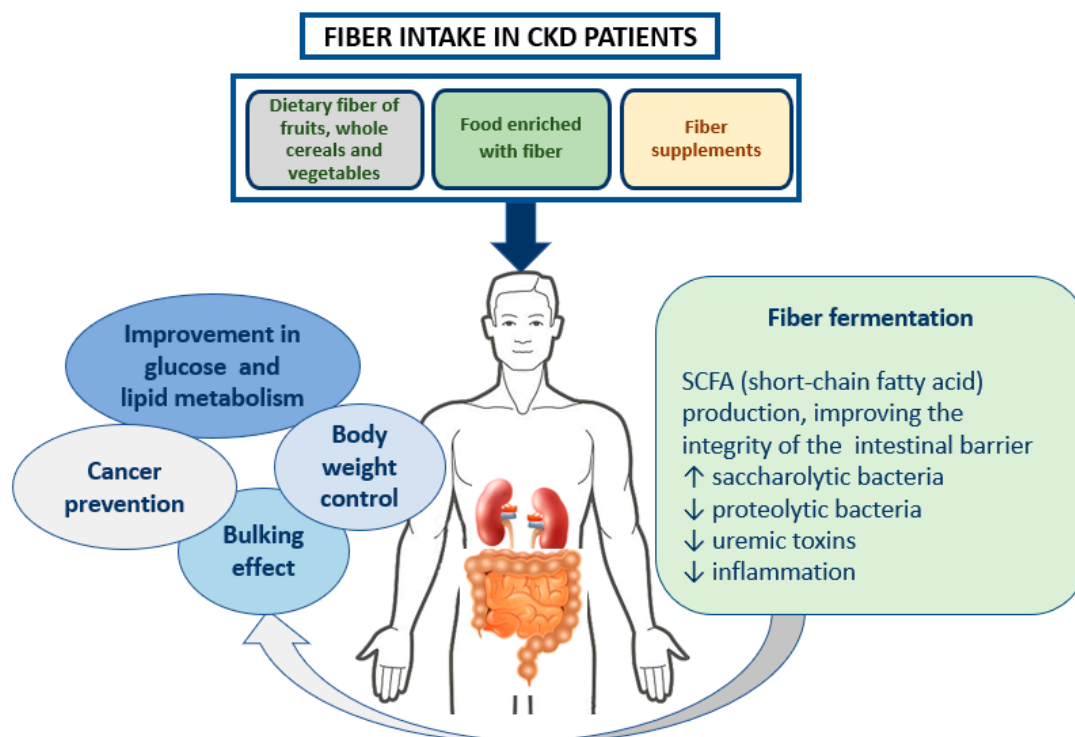 FIBER INTAKE IN CKD PATIENTS
Dietary fiber of
fruits, whole
cereals and
vegetables
Food enriched
with fiber
Fiber
supplements
Improvement in
glucose and
lipid metabolism
Body
weight
control
Cancer
prevention
Bulking
effect
Fiber fermentation
SCFA (short-chain fatty acid)
production, improving the
integrity of the intestinal barrier
↑ saccharolytic bacteria
↓ proteolytic bacteria
↓ uremic toxins
↓ inflammation